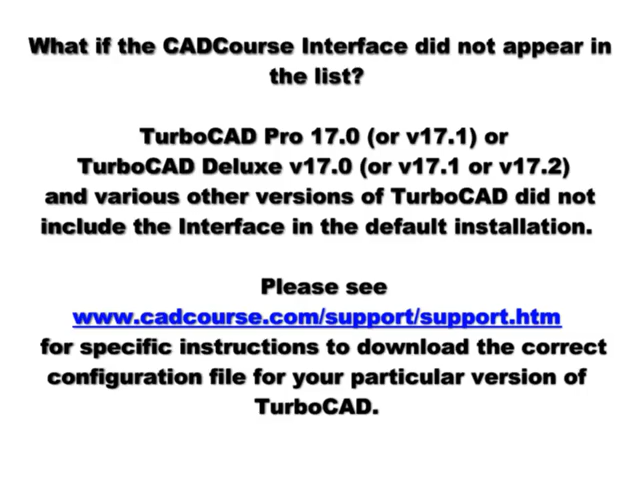 What if the CADCourse Interface did not appear in
the list?
TurboCAD Pro 17.0 (or v17.1) or
TurboCAD Deluxe v17.0 (or v17.1 or v17.2)
and various other versions of TurboCAD did not
include the Interface in the default installation.
Please see
www.cadcourse.com/support/support.htm
for specific instructions to download the correct
configuration file for your particular version of
TurboCAD.